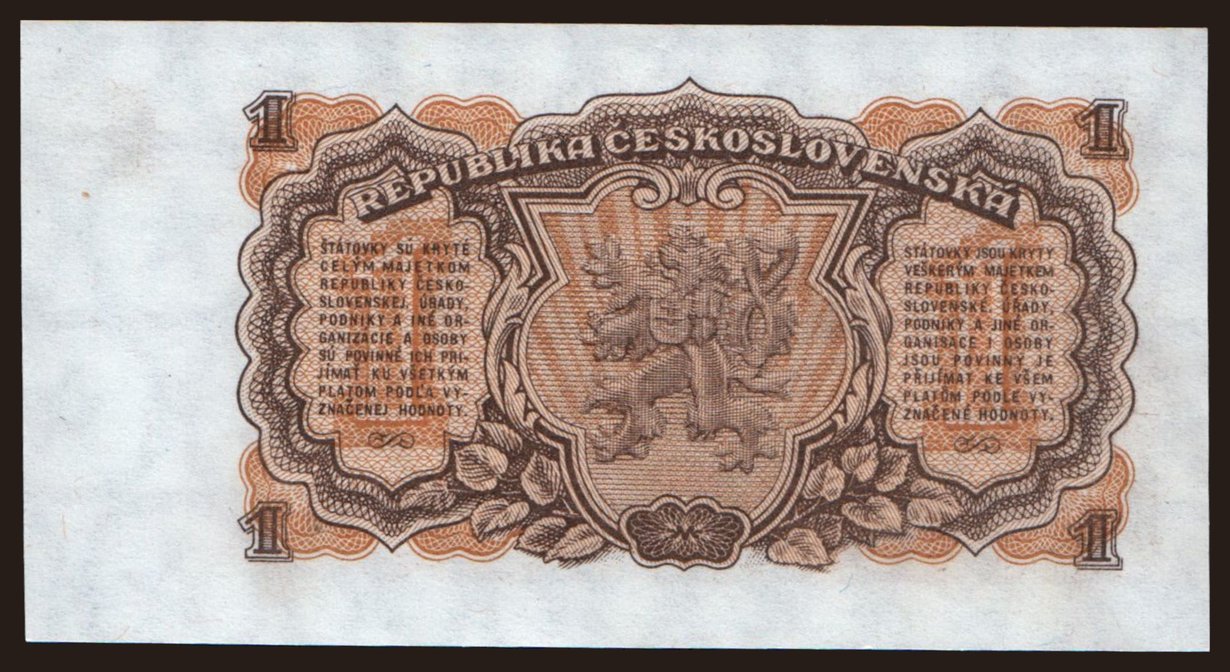 1
1
REPUBLIKA ČESKOSLOVENSKÁ
ŠTÁTOVKY SÚ KRYTÉ
CELÝM MAJETKOM
REPUBLIKY ČESKO-
SLOVENSKEJ. ÚRADY,
PODNIKY A INÉ OR-
GANIZÁCIE A OSOBY
SÚ POVINNÉ ICH PRI-
JÍMAŤ KU VŠETKÝM
PLATOM PODĽA VY-
ZNAČENEJ HODNOTY.
STÁTOVKY JSOU KRYTY
VEŠKERÝM MAJETKEM
REPUBLIKY ČESKO-
SLOVENSKÉ. ÚŘADY,
PODNIKY A JINÉ OR-
GANISACE I OSOBY
JSOU POVINNY JE
PŘIJÍMAT KE VŠEM
PLATŮM PODLE VY-
ZNAČENÉ HODNOTY.
1
1